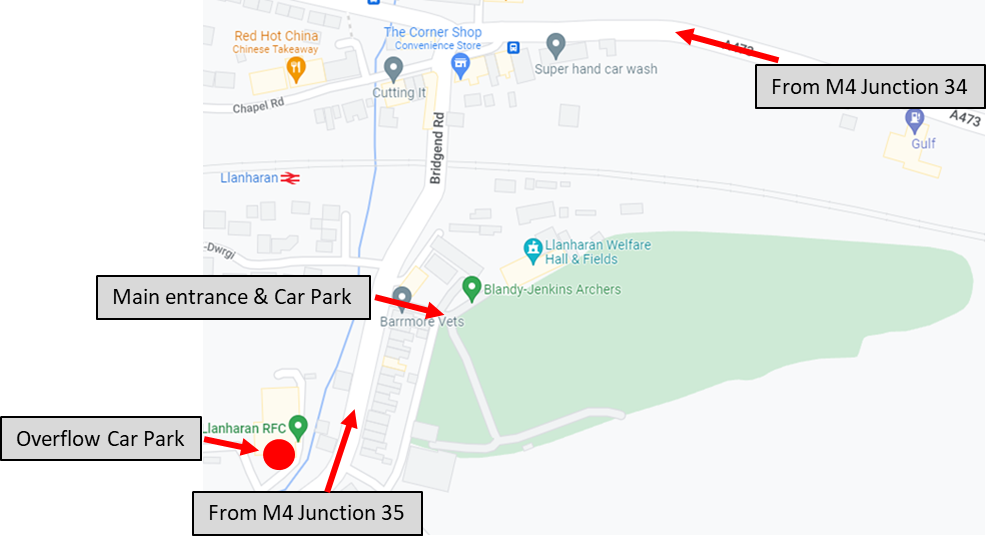 Red Hot China
Chinese Takeaway
The Corner Shop
Convenience Store
Super hand car wash
Cutting It
Chapel Rd
A473
From M4 Junction 34
A473
Gulf
Bridgend Rd
Llanharan
-Dwrgi
Llanharan Welfare
Hall & Fields
Main entrance & Car Park
Blandy-Jenkins Archers
Barrmore Vets
Llanharan RFC
Overflow Car Park
From M4 Junction 35